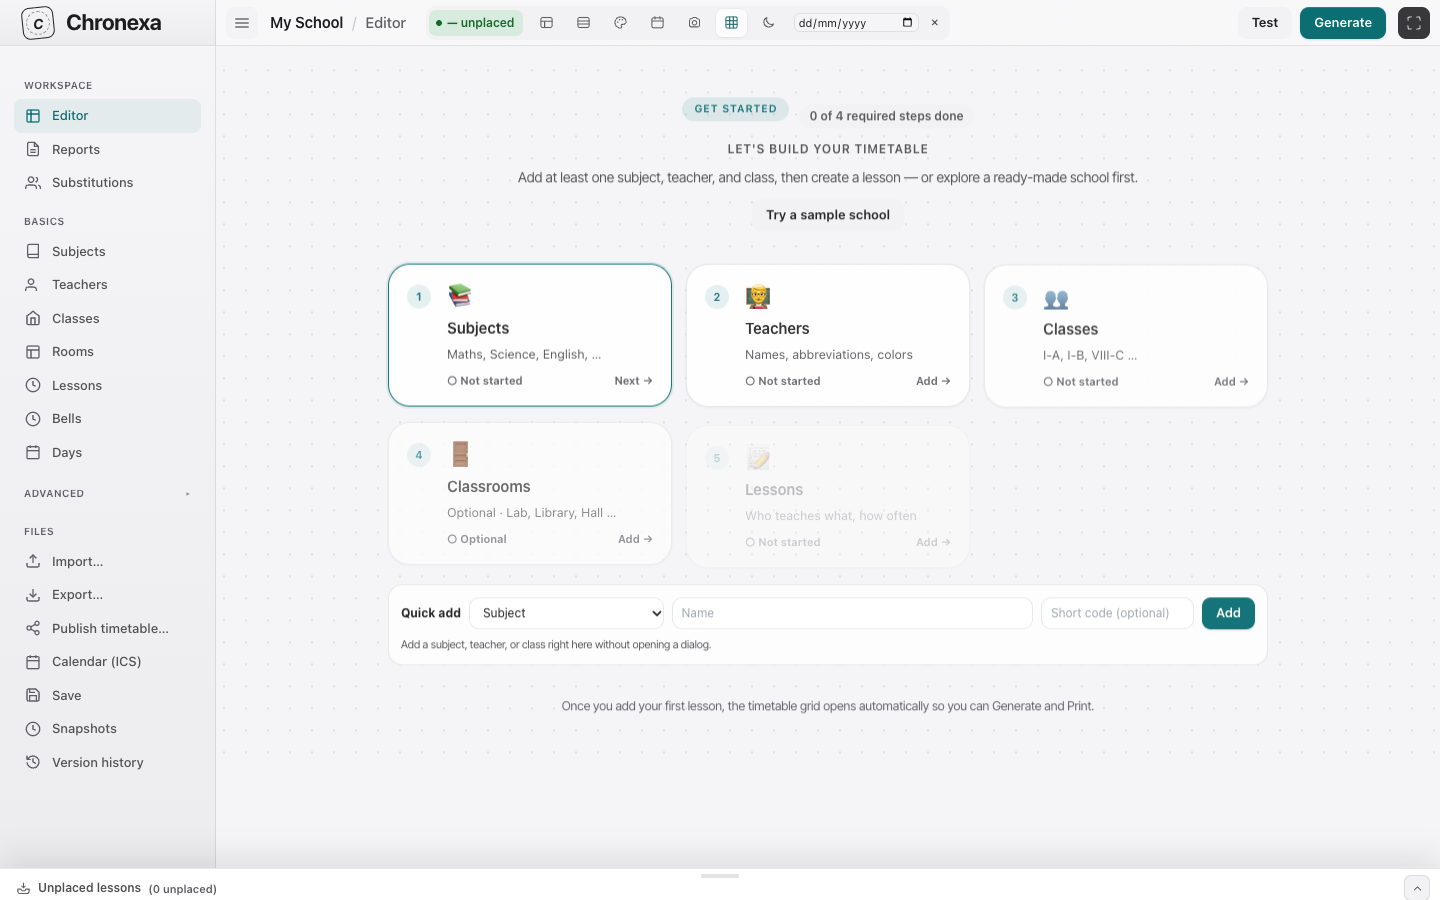 C Chronexa
My School / Editor
— unplaced
dd/mm/yyyy
×
Test
Generate
WORKSPACE
Editor
Reports
Substitutions
BASICS
Subjects
Teachers
Classes
Rooms
Lessons
Bells
Days
ADVANCED
FILES
Import...
Export...
Publish timetable...
Calendar (ICS)
Save
Snapshots
Version history
GET STARTED
0 of 4 required steps done
LET'S BUILD YOUR TIMETABLE
Add at least one subject, teacher, and class, then create a lesson — or explore a ready-made school first.
Try a sample school
1
Subjects
Maths, Science, English, ...
Not started
Next →
2
Teachers
Names, abbreviations, colors
Not started
Add →
3
Classes
I-A, I-B, VIII-C ...
Not started
Add →
4
Classrooms
Optional · Lab, Library, Hall ...
Optional
Add →
5
Lessons
Who teaches what, how often
Not started
Add →
Quick add
Subject
Name
Short code (optional)
Add
Add a subject, teacher, or class right here without opening a dialog.
Once you add your first lesson, the timetable grid opens automatically so you can Generate and Print.
Unplaced lessons (0 unplaced)